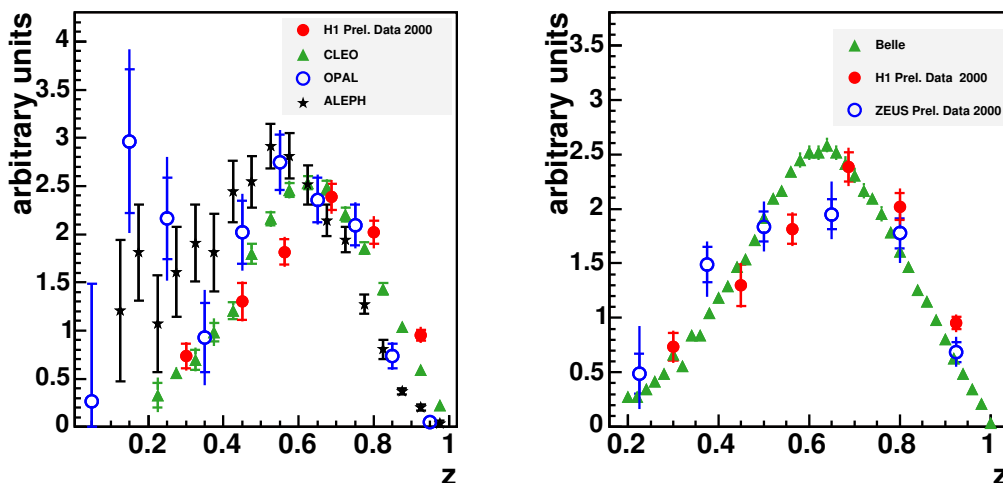 arbitrary units
4
3.5
3
2.5
2
1.5
1
0.5
0
H1 Prel. Data 2000
CLEO
OPAL
ALEPH
0.2 0.4 0.6 0.8 1
z
arbitrary units
3.5
3
2.5
2
1.5
1
0.5
0
Belle
H1 Prel. Data 2000
ZEUS Prel. Data 2000
0.2 0.4 0.6 0.8 1
z